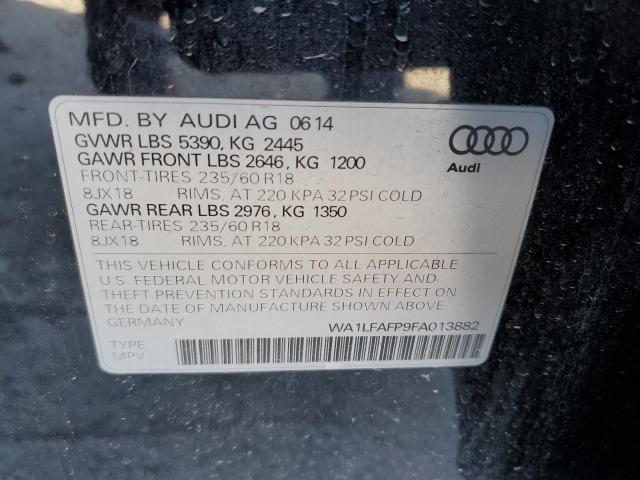 MFD. BY AUDI AG 0614
GVWR LBS 5390, KG 2445
GAWR FRONT LBS 2646, KG 1200
FRONT-TIRES 235/60 R18
8JX18 RIMS, AT 220 KPA 32 PSI COLD
GAWR REAR LBS 2976, KG 1350
REAR-TIRES 235/60 R18
8JX18 RIMS, AT 220 KPA 32 PSI COLD
Audi
THIS VEHICLE CONFORMS TO ALL APPLICABLE
U.S. FEDERAL MOTOR VEHICLE SAFETY AND
THEFT PREVENTION STANDARDS IN EFFECT ON
THE DATE OF MANUFACTURE SHOWN ABOVE
GERMANY
WA1LFAFP9FA013882
TYPE:
MPV